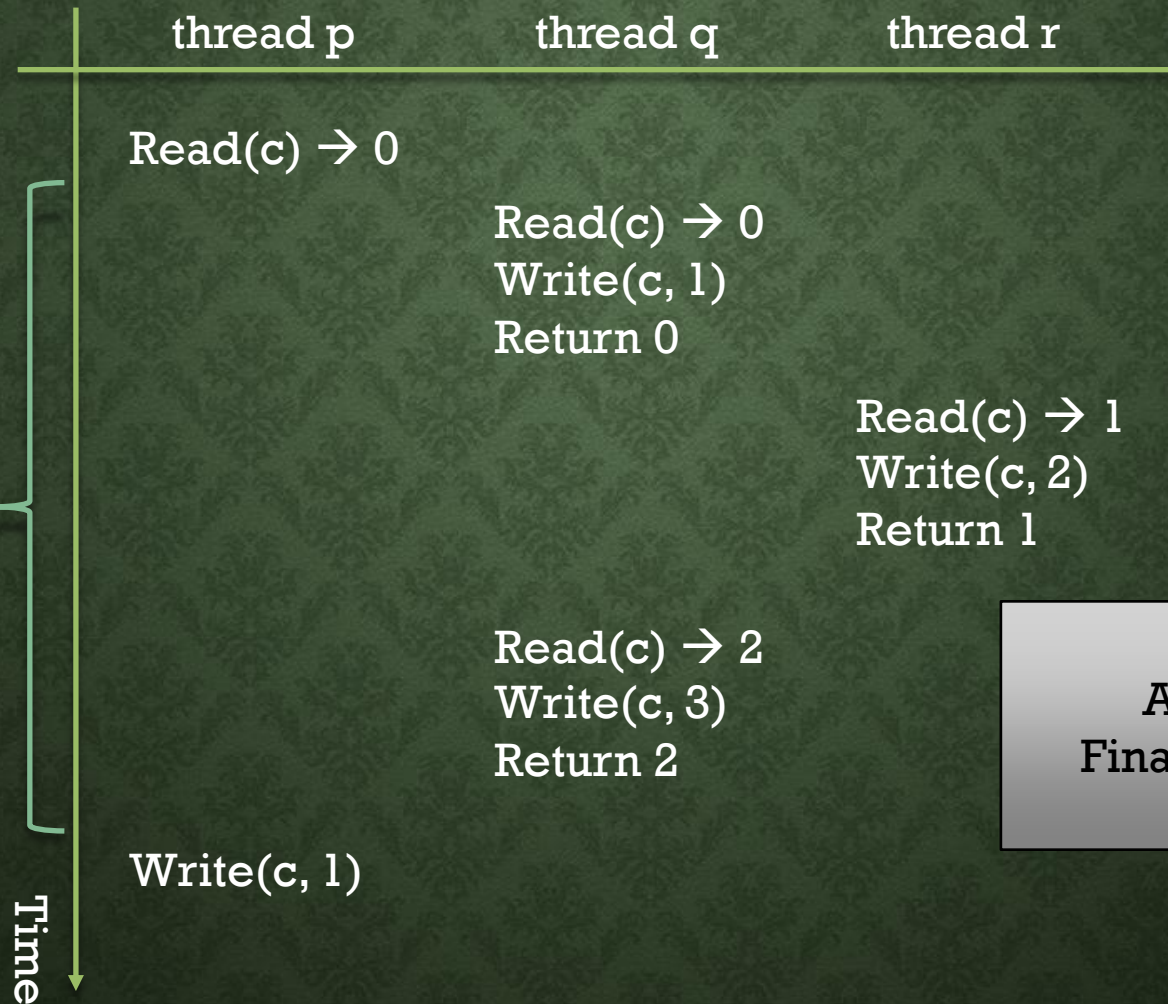 thread p thread q thread r
Read(c) → 0
Read(c) → 0
Write(c, 1)
Return 0
Read(c) → 1
Write(c, 2)
Return 1
Read(c) → 2
Write(c, 3)
Return 2
Write(c, 1)
Time